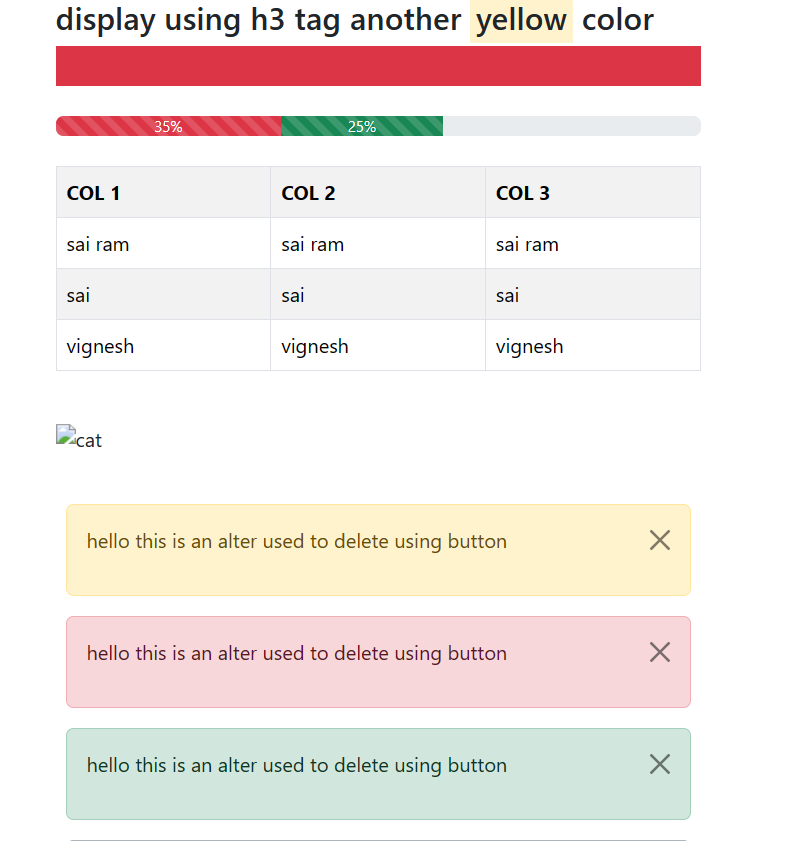 display using h3 tag another yellow color
35% 25%
COL 1 COL 2 COL 3
sai ram sai ram sai ram
sai sai sai
vignesh vignesh vignesh
cat
hello this is an alter used to delete using button
hello this is an alter used to delete using button
hello this is an alter used to delete using button